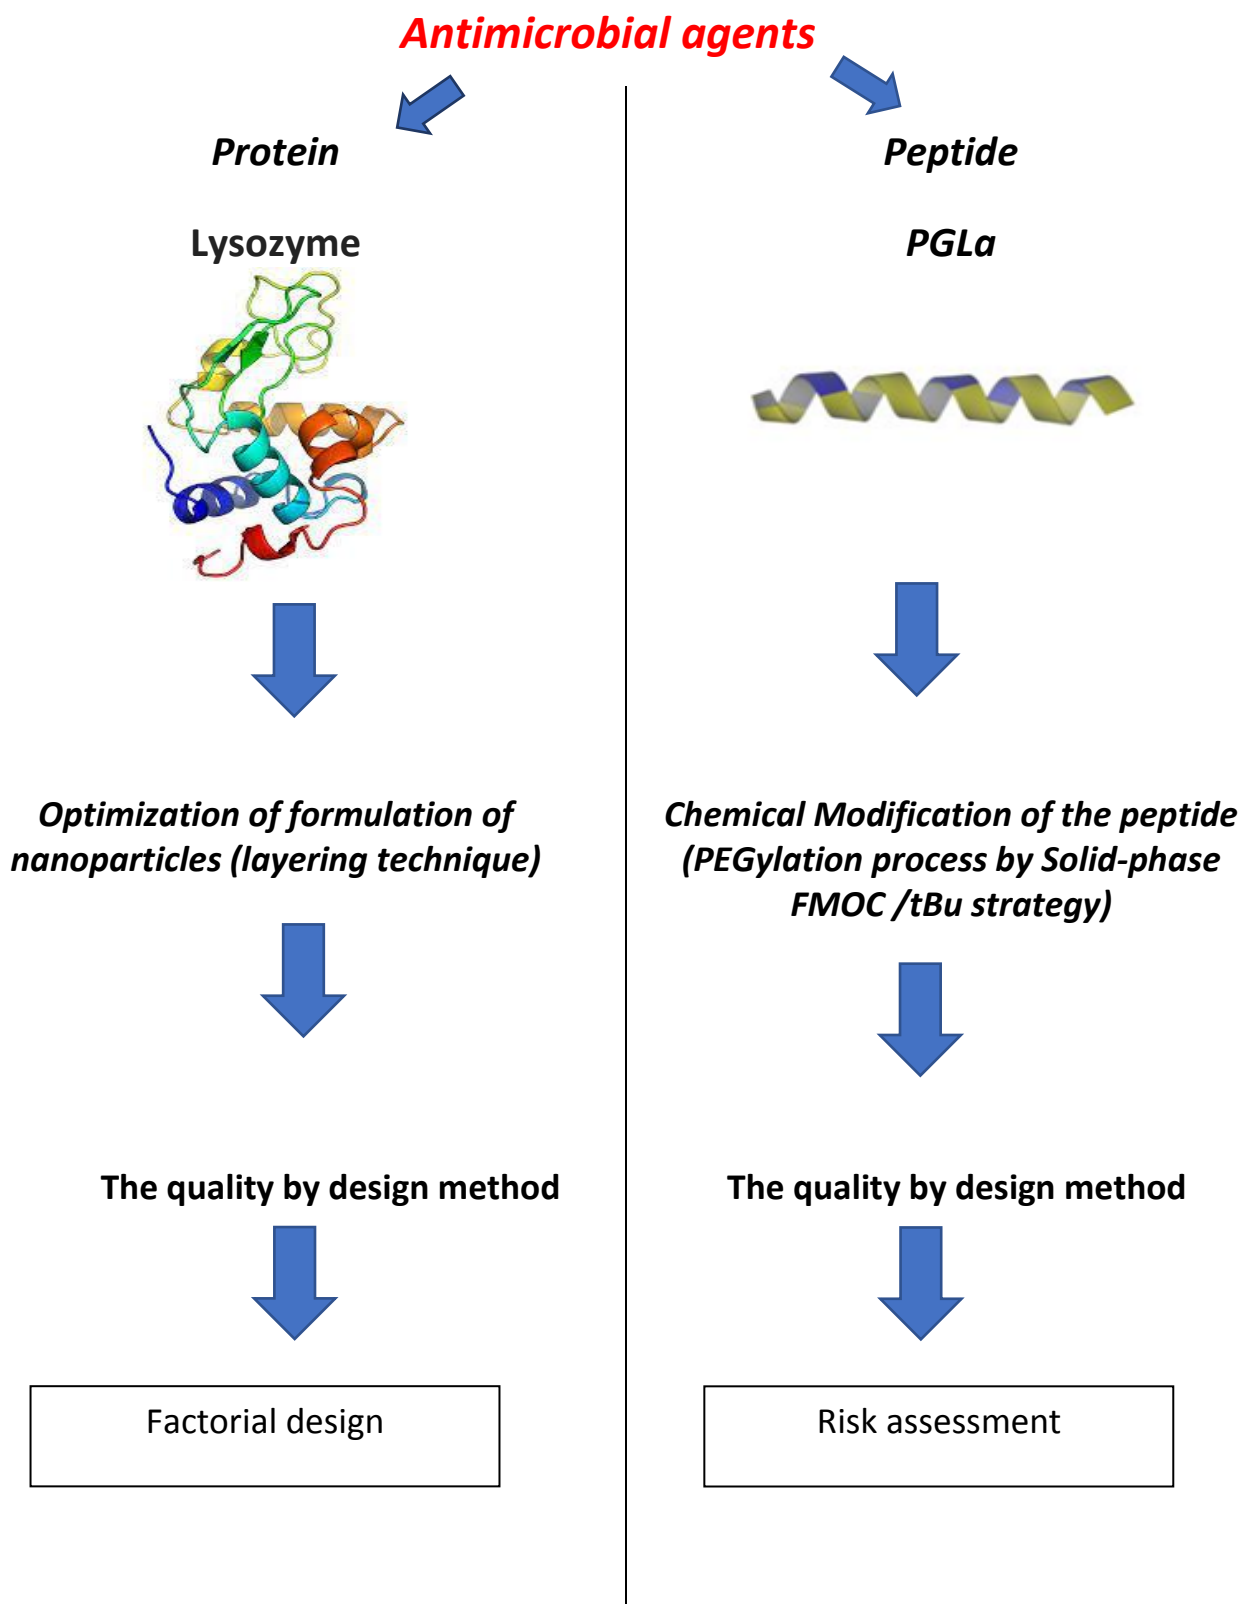 Antimicrobial agents
Protein
Lysozyme
Optimization of formulation of
nanoparticles (layering technique)
The quality by design method
Factorial design
Peptide
PGLa
Chemical Modification of the peptide
(PEGylation process by Solid-phase
FMOC /tBu strategy)
The quality by design method
Risk assessment